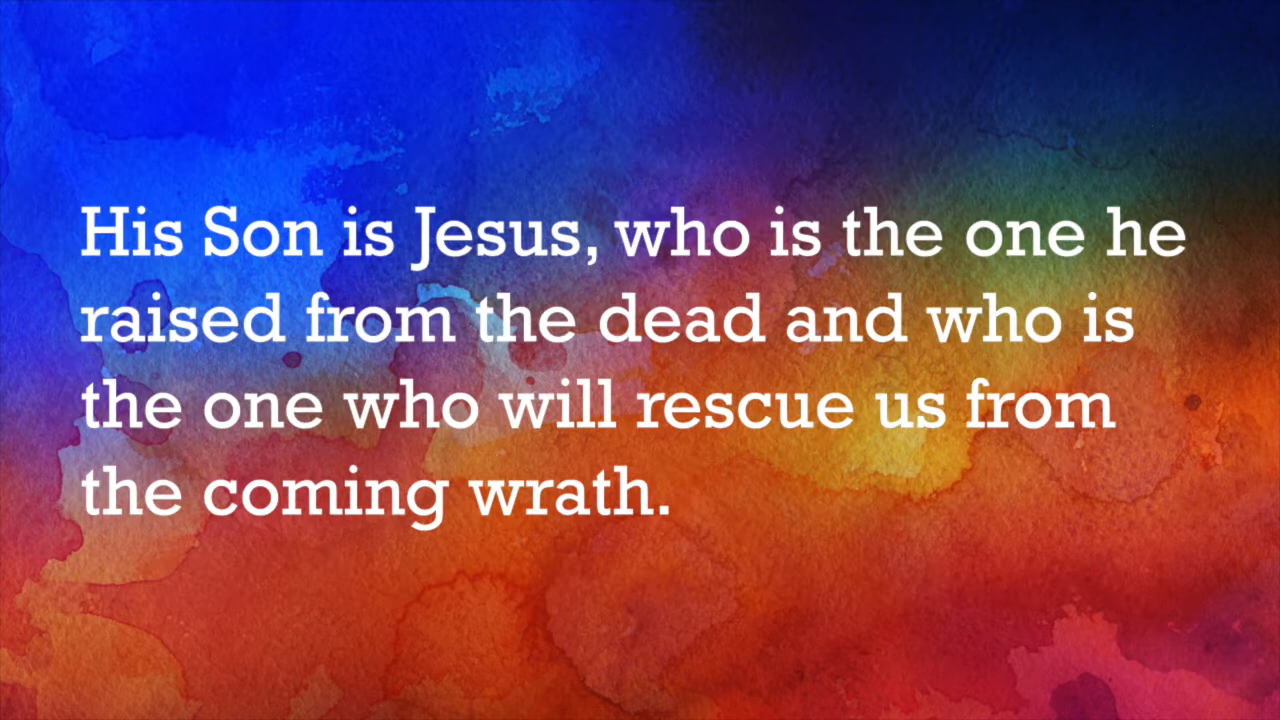 His Son is Jesus, who is the one he
raised from the dead and who is
the one who will rescue us from
the coming wrath.